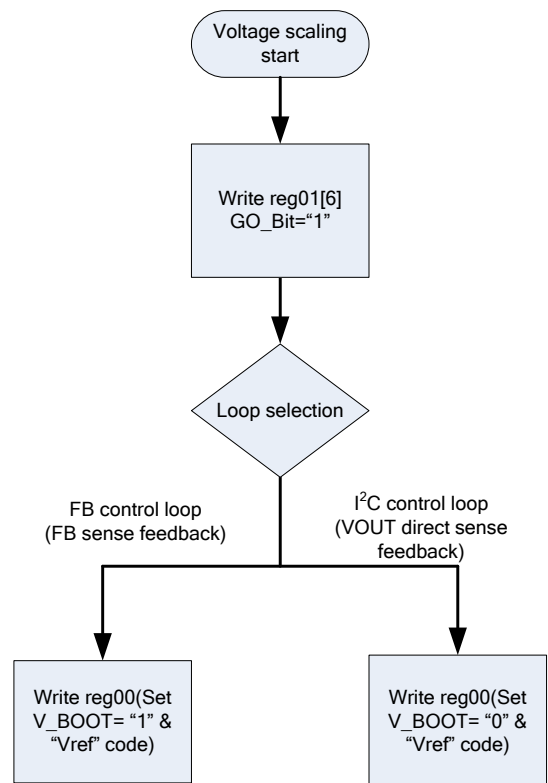 Voltage scaling
start
Write reg01[6]
GO_Bit=“1”
Loop selection
FB control loop
(FB sense feedback)
I²C control loop
(VOUT direct sense
feedback)
Write reg00(Set
V_BOOT= “1” &
“Vref” code)
Write reg00(Set
V_BOOT= “0” &
“Vref” code)